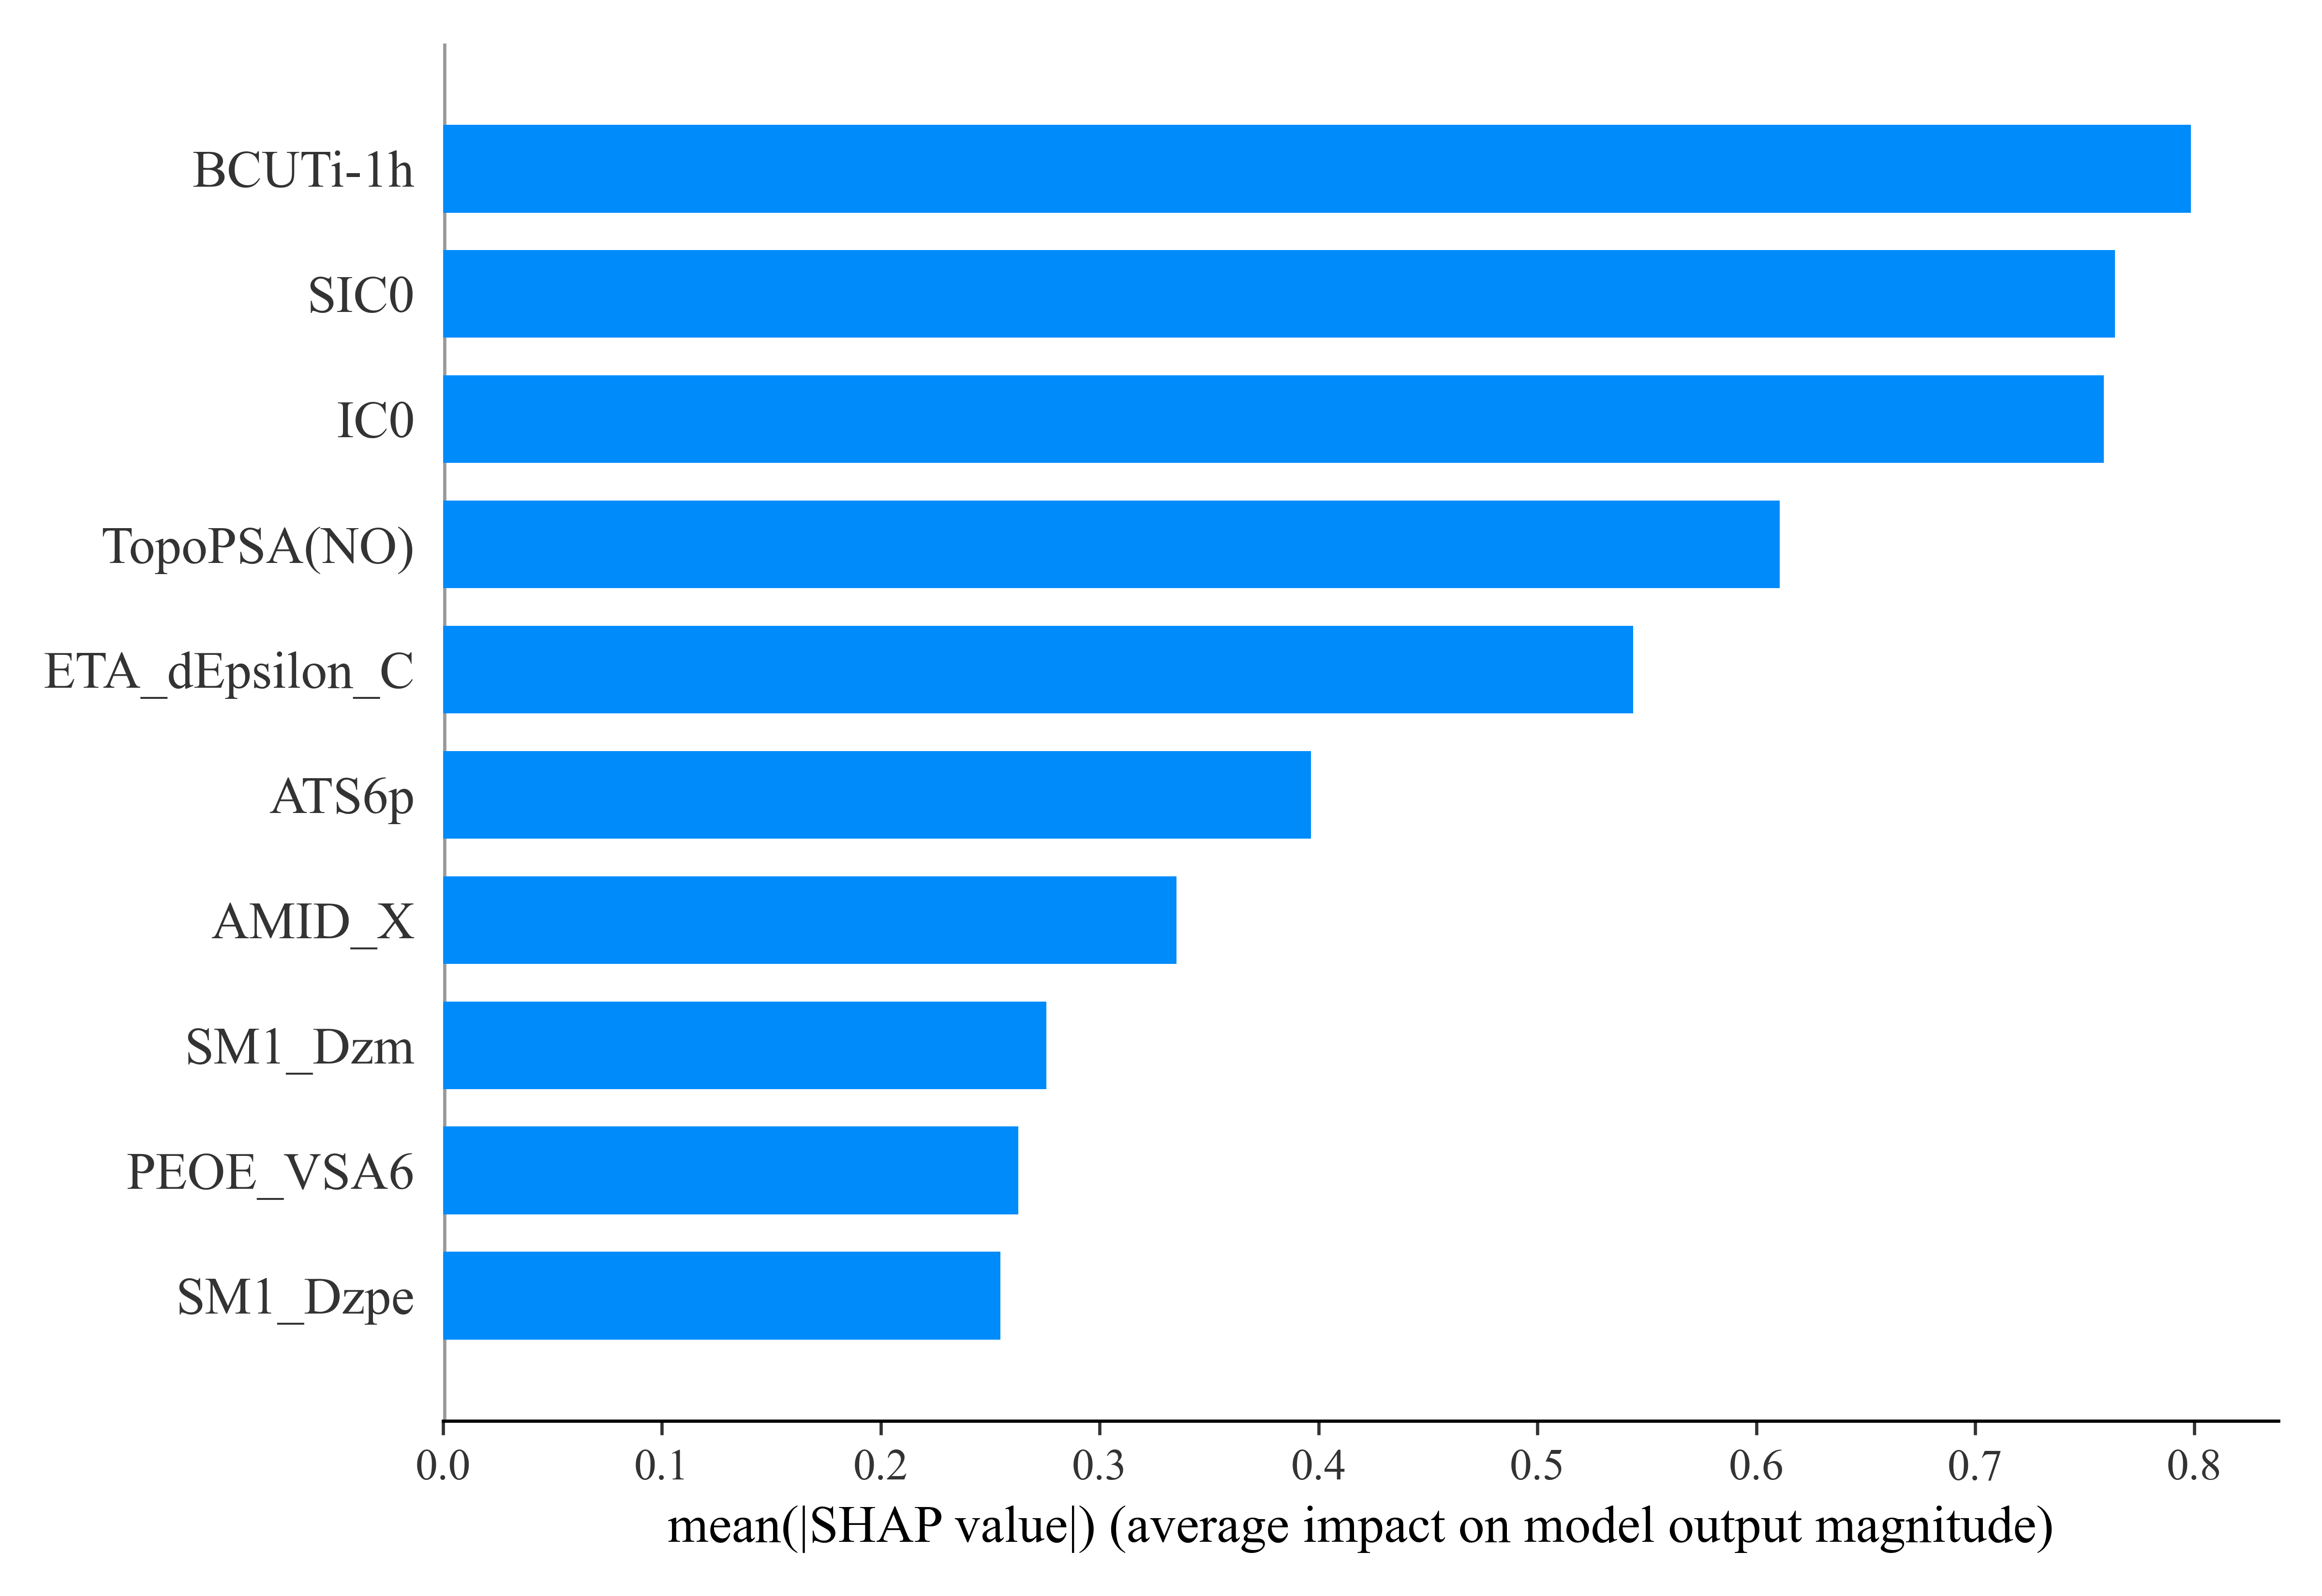 BCUTi-1h
SIC0
IC0
TopoPSA(NO)
ETA_dEpsilon_C
ATS6p
AMID_X
SM1_Dzm
PEOE_VSA6
SM1_Dzpe
0.0 0.1 0.2 0.3 0.4 0.5 0.6 0.7 0.8
mean(|SHAP value|) (average impact on model output magnitude)